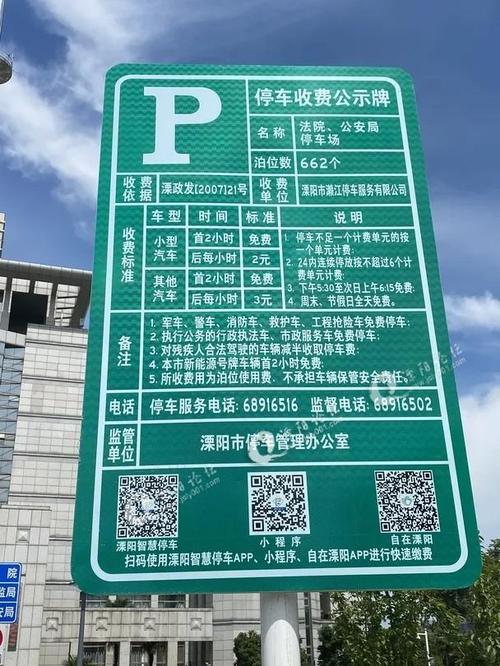 P
停车收费公示牌
名称
法院、公安局
停车场
泊位数
662个
收费
依据
溧政发[2007]21号
收费
单位
溧阳市濑江停车服务有限公司
收费标准
车型 时间 标准 说明
小型
汽车
首2小时 免费
后每小时 2元
其他
汽车
首2小时 免费
后每小时 3元
1. 停车不足一个计费单元的按
一个单元计费;
2. 24内连续停放按不超过6个计
费单元计费;
3. 下午5:30至次日上午6:15免费;
4. 周末、节假日全天免费。
备注
1. 军车、警车、消防车、救护车、工程抢险车免费停车;
2. 执行公务的行政执法车、市政服务车免费停车;
3. 对残疾人合法驾驶的车辆减半收取停车费;
4. 本市新能源号牌车辆首2小时免费;
5. 所收费用为泊位使用费,不承担车辆保管安全责任。
电话
停车服务电话: 68916516 监督电话: 68916502
监管
单位
溧阳市停车管理办公室
溧阳智慧停车
小程序
自在溧阳
扫码使用溧阳智慧停车APP、小程序、自在溧阳APP进行快速缴费
院
监局
安局
溧阳论坛